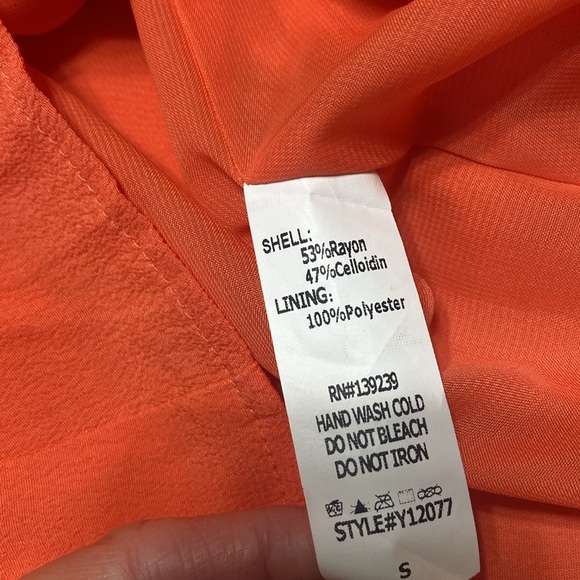 SHELL:
53%Rayon
47%Celloidin
LINING:
100%Polyester
RN#139239
HAND WASH COLD
DO NOT BLEACH
DO NOT IRON
STYLE#Y12077
S